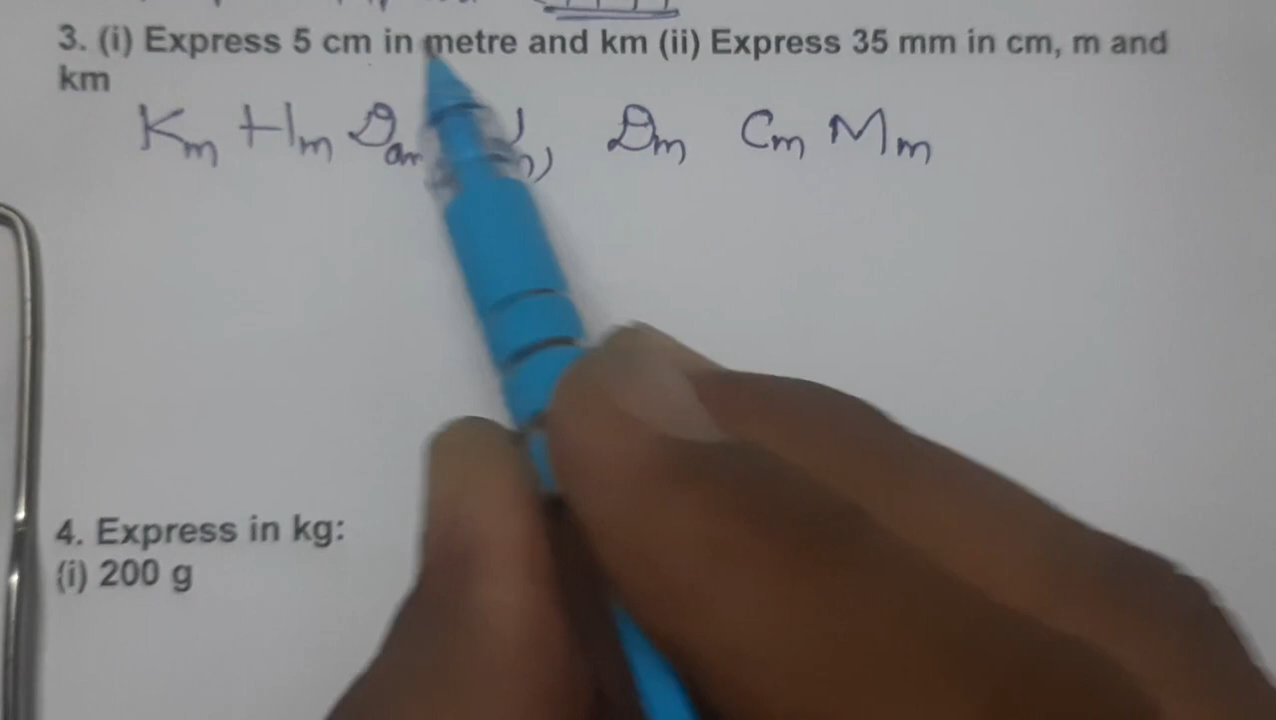 3. (i) Express 5 cm in metre and km (ii) Express 35 mm in cm, m and
km
Km Hm Dam Dm Cm Mm
4. Express in kg:
(i) 200 g